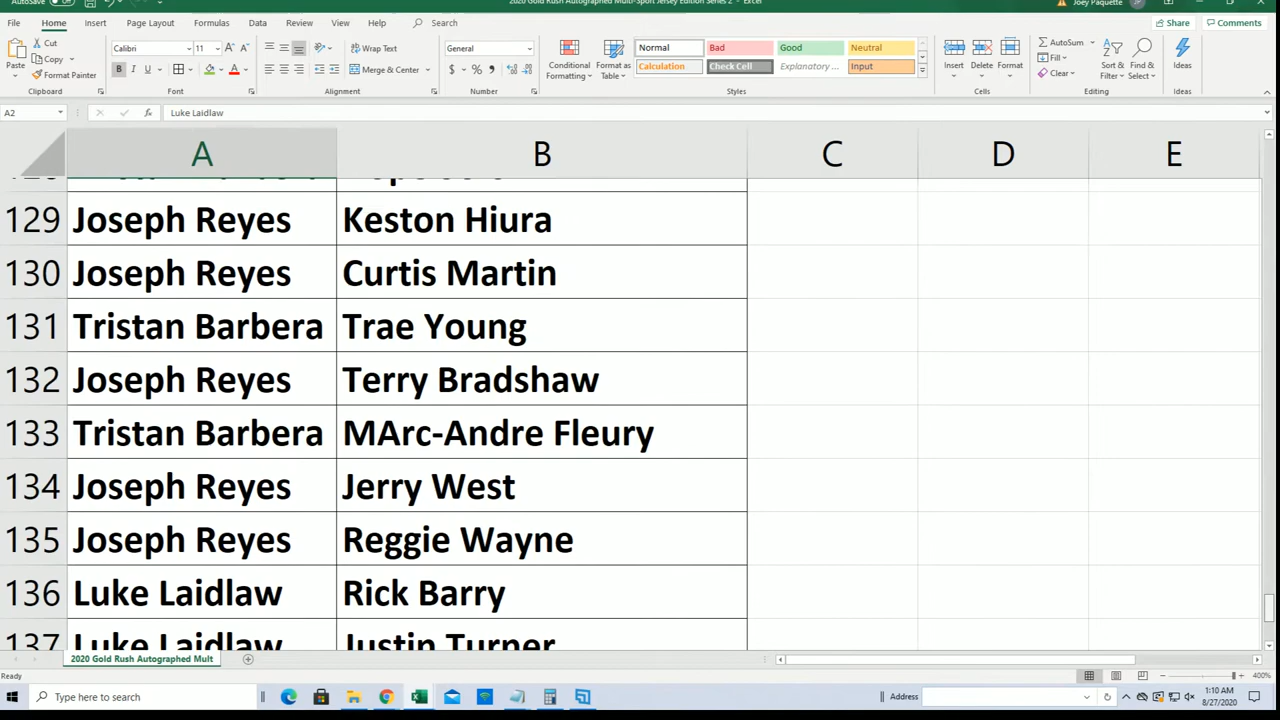 AutoSave Off 2020 Gold Rush Autographed Multi-Sport Jersey Edition Series 2 - Excel Joey Paquette JP
File Home Insert Page Layout Formulas Data Review View Help Search Share Comments
Paste Cut Copy Format Painter Calibri 11 Wrap Text Merge & Center General Conditional Formatting Format as Table Normal Bad Good Neutral Calculation Check Cell Explanatory ... Input Insert Delete Format AutoSum Fill Clear Sort & Filter Find & Select Ideas
Clipboard Font Alignment Number Styles Cells Editing Ideas
A2 fx Luke Laidlaw
A B C D E
129 Joseph Reyes Keston Hiura
130 Joseph Reyes Curtis Martin
131 Tristan Barbera Trae Young
132 Joseph Reyes Terry Bradshaw
133 Tristan Barbera MArc-Andre Fleury
134 Joseph Reyes Jerry West
135 Joseph Reyes Reggie Wayne
136 Luke Laidlaw Rick Barry
137 Luke Laidlaw Justin Turner
2020 Gold Rush Autographed Mult
Ready 400%
Type here to search Address 1:10 AM
8/27/2020